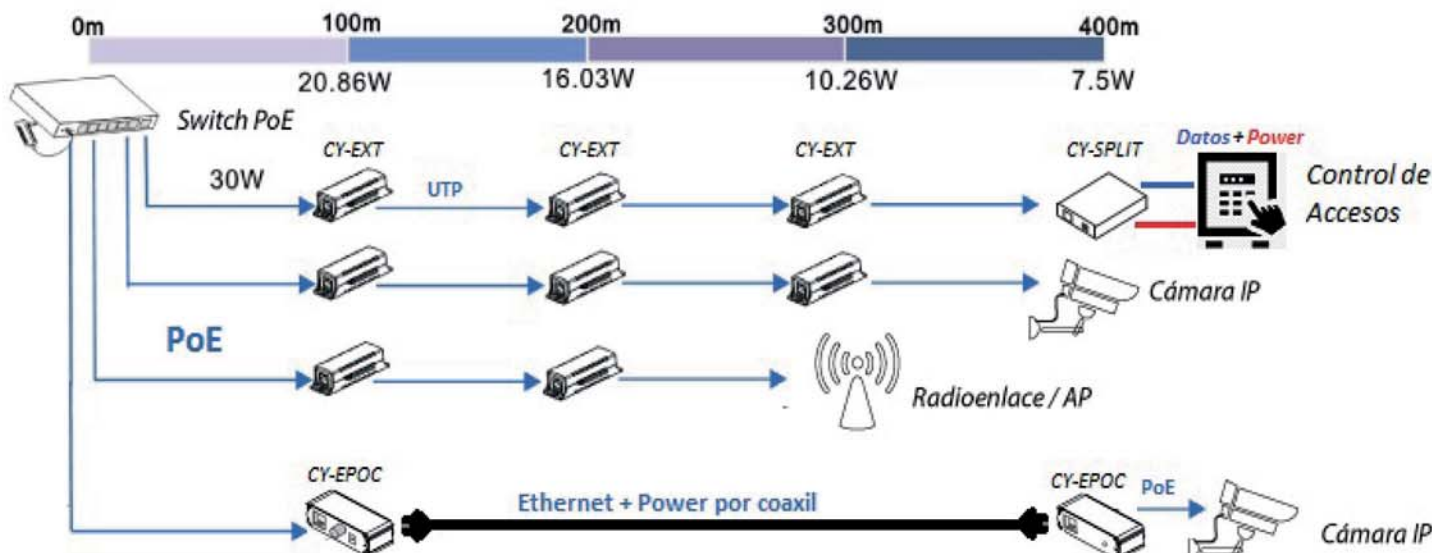 0m 100m 200m 300m 400m
20.86W 16.03W 10.26W 7.5W
Switch PoE
CY-EXT CY-EXT CY-EXT CY-SPLIT Datos + Power
30W UTP Control de
Accesos
Cámara IP
PoE
Radioenlace / AP
CY-EPOC Ethernet + Power por coaxil CY-EPOC PoE
Cámara IP